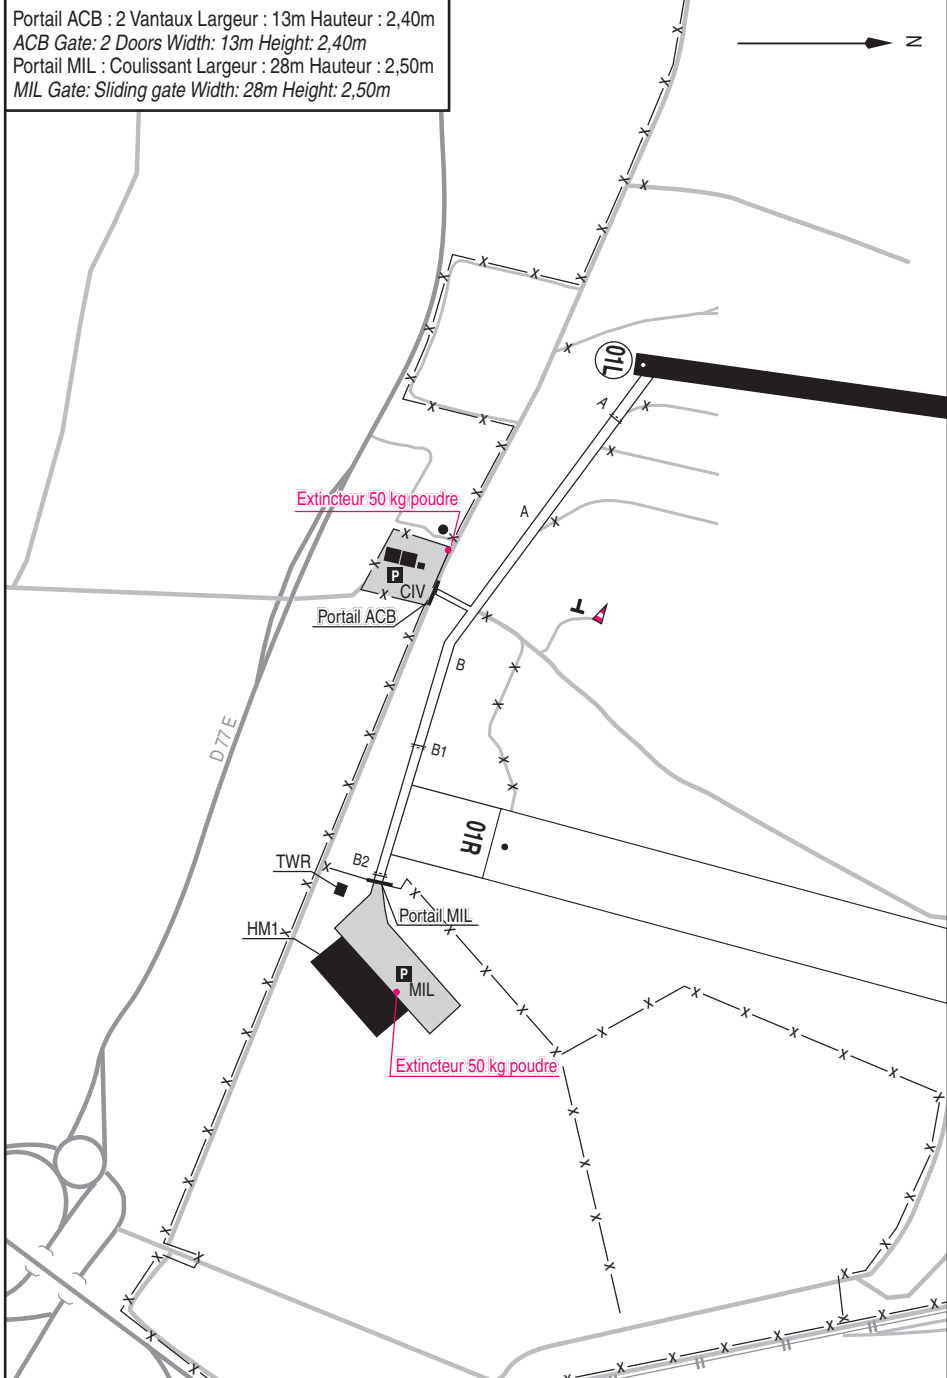 Portail ACB : 2 Vantaux Largeur : 13m Hauteur : 2,40m
ACB Gate: 2 Doors Width: 13m Height: 2,40m
Portail MIL : Coulissant Largeur : 28m Hauteur : 2,50m
MIL Gate: Sliding gate Width: 28m Height: 2,50m
N
01L
A
Extincteur 50 kg poudre
A
P
CIV
Portail ACB
B
D 77 E
B1
01R
TWR
B2
Portail MIL
HM1
P
MIL
Extincteur 50 kg poudre